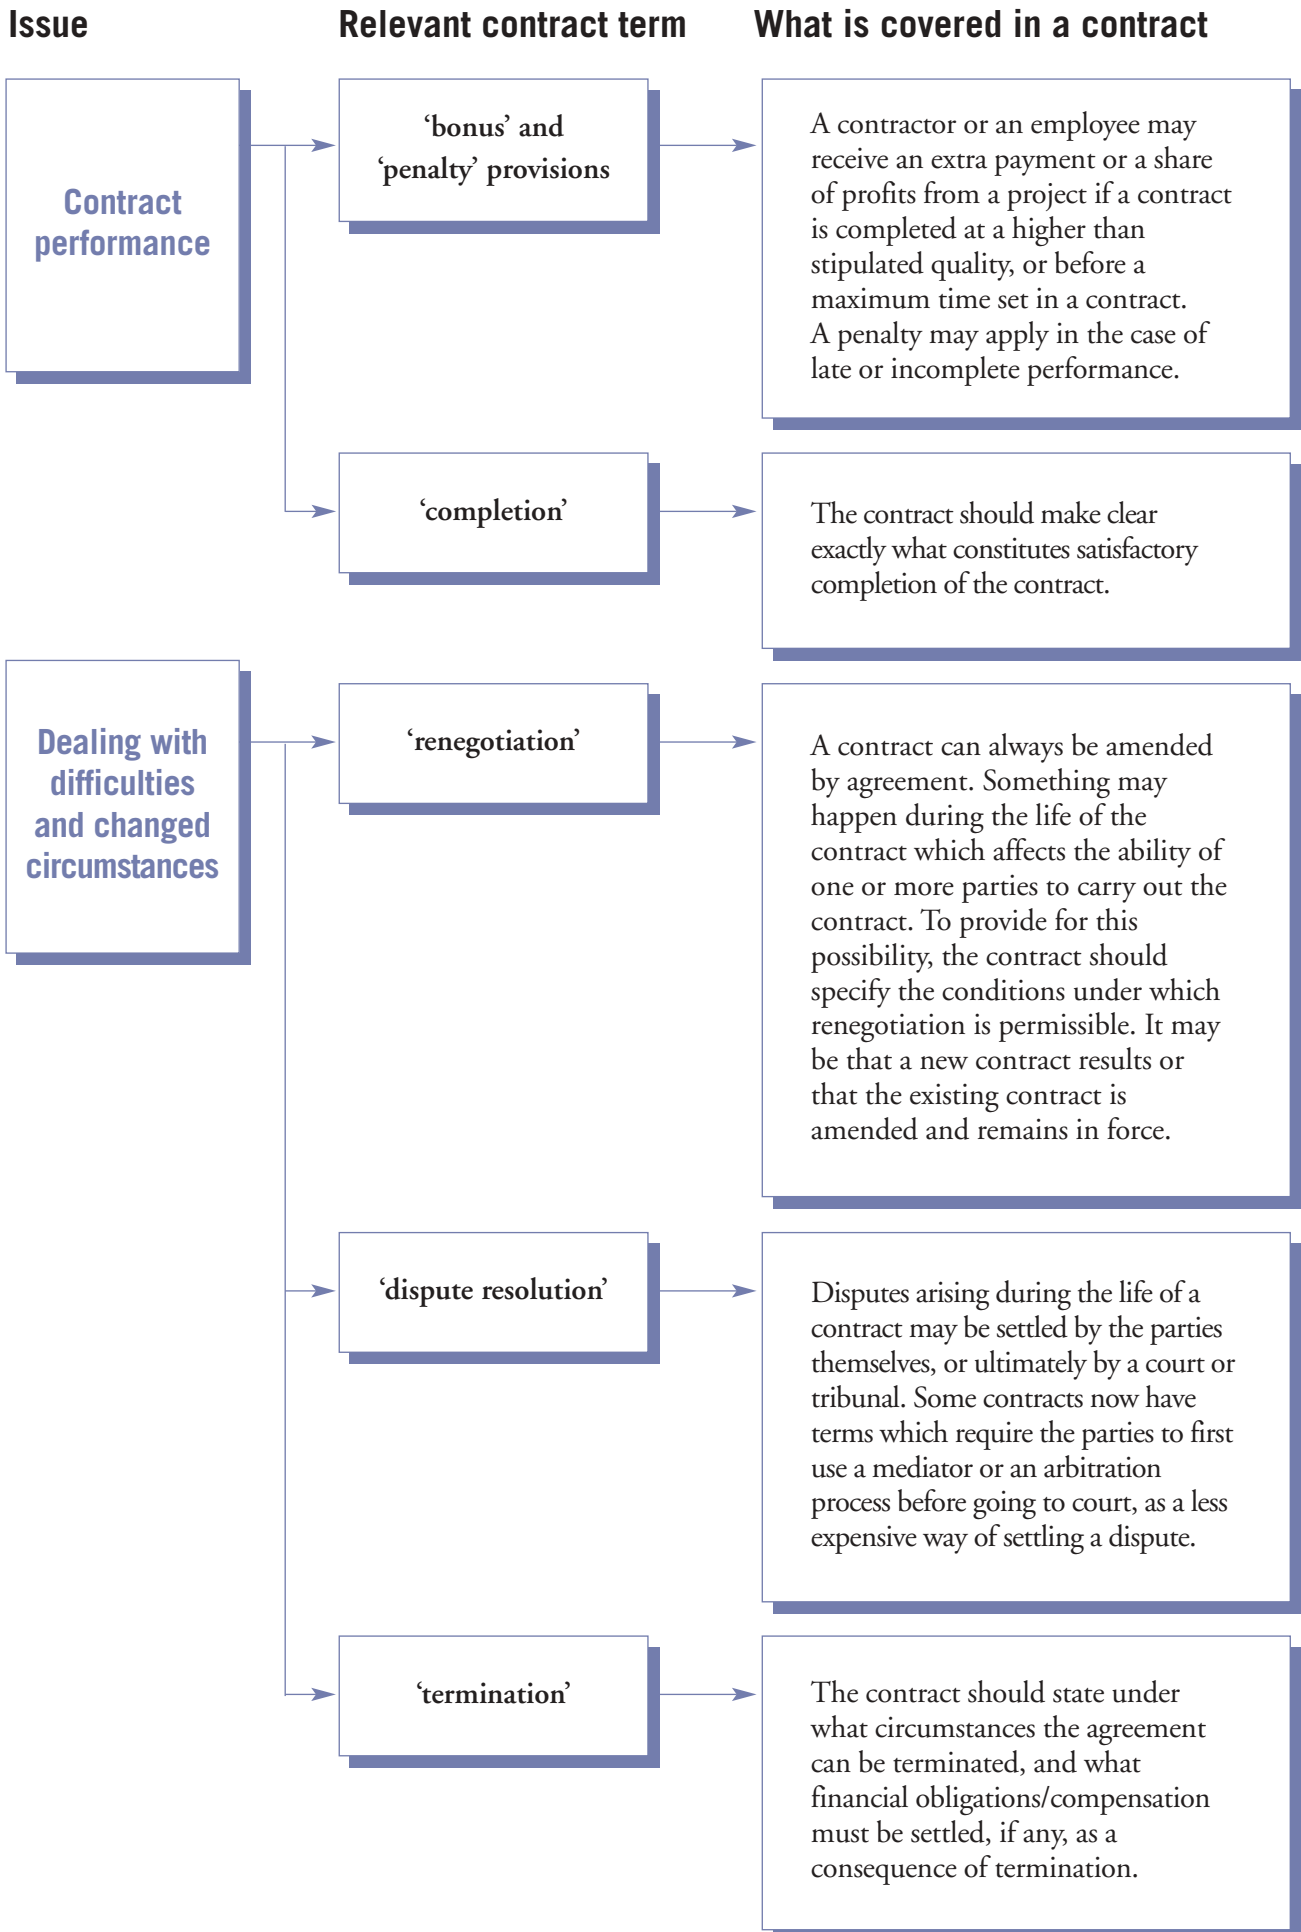 Issue
Relevant contract term
What is covered in a contract
Contract
performance
‘bonus’ and
‘penalty’ provisions
A contractor or an employee may
receive an extra payment or a share
of profits from a project if a contract
is completed at a higher than
stipulated quality, or before a
maximum time set in a contract.
A penalty may apply in the case of
late or incomplete performance.
‘completion’
The contract should make clear
exactly what constitutes satisfactory
completion of the contract.
Dealing with
difficulties
and changed
circumstances
‘renegotiation’
A contract can always be amended
by agreement. Something may
happen during the life of the
contract which affects the ability of
one or more parties to carry out the
contract. To provide for this
possibility, the contract should
specify the conditions under which
renegotiation is permissible. It may
be that a new contract results or
that the existing contract is
amended and remains in force.
‘dispute resolution’
Disputes arising during the life of a
contract may be settled by the parties
themselves, or ultimately by a court or
tribunal. Some contracts now have
terms which require the parties to first
use a mediator or an arbitration
process before going to court, as a less
expensive way of settling a dispute.
‘termination’
The contract should state under
what circumstances the agreement
can be terminated, and what
financial obligations/compensation
must be settled, if any, as a
consequence of termination.